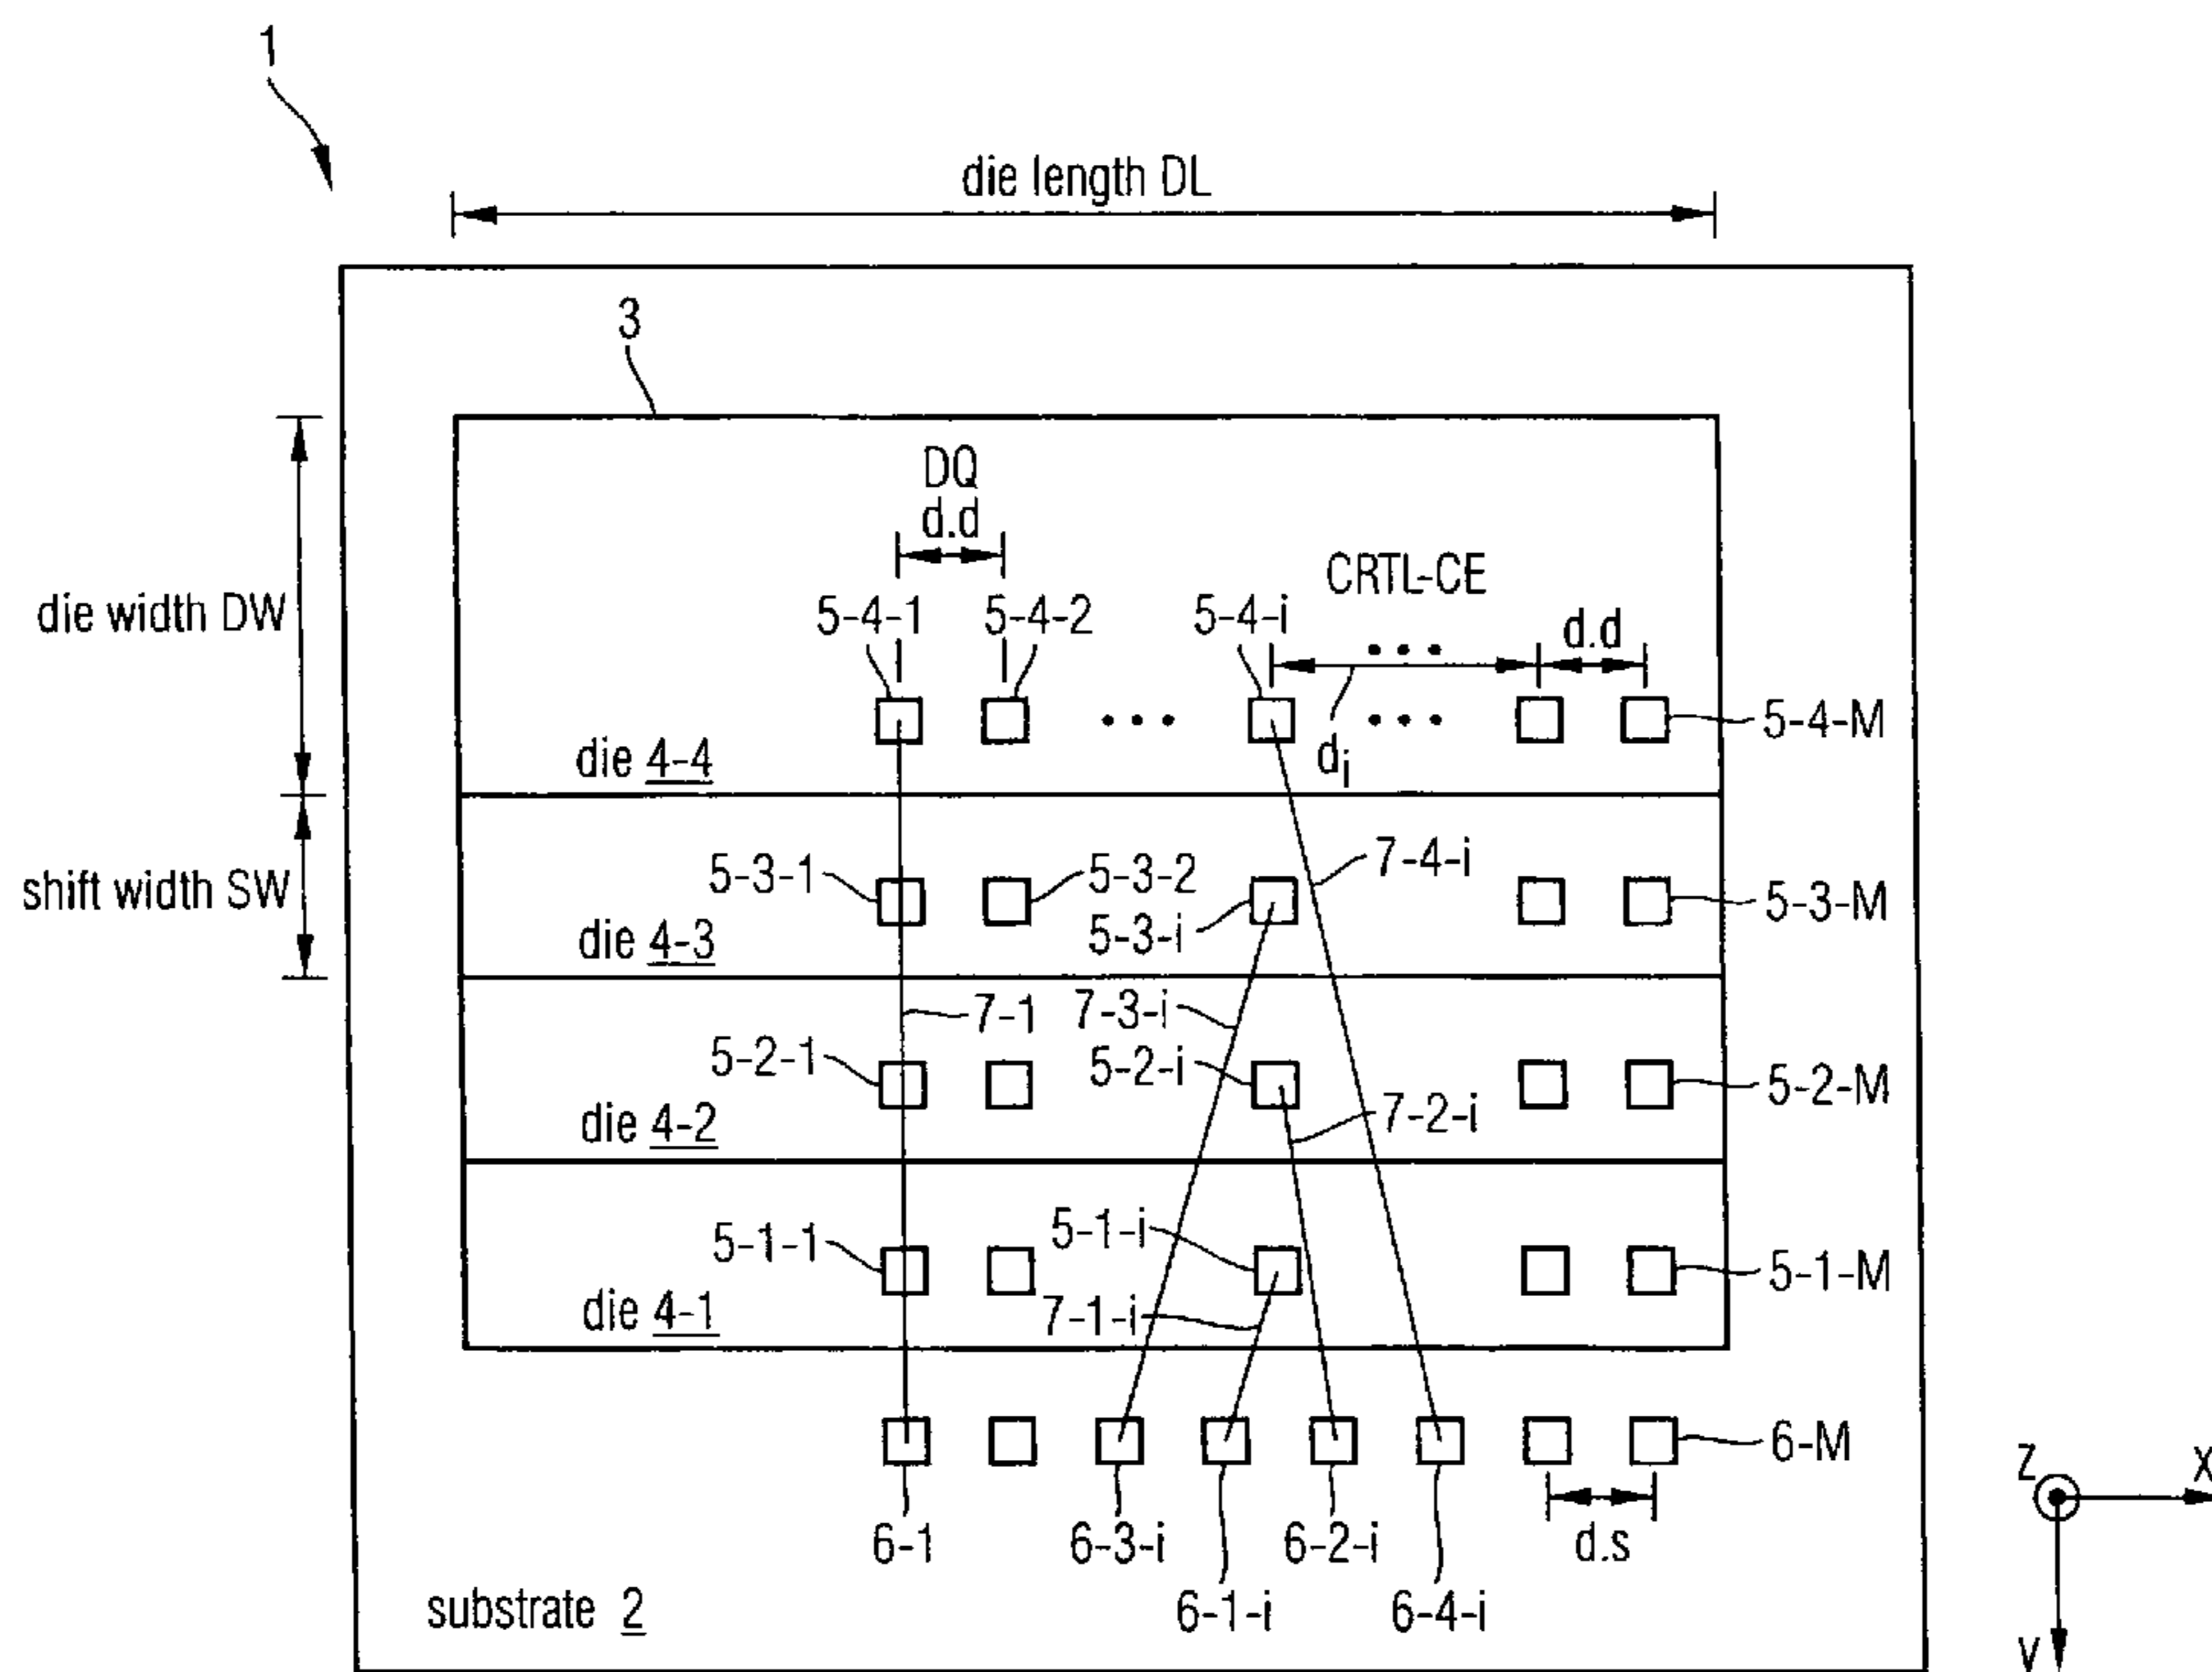 1
die length DL
3
DQ
d.d
CRTL-CE
d.d
die width DW
5-4-1
5-4-2
5-4-i
...
... ...
5-4-M
die 4-4
di
shift width SW
5-3-1
5-3-2
5-3-i
7-4-i
5-3-M
die 4-3
7-1
7-3-i
5-2-1
5-2-i
7-2-i
5-2-M
die 4-2
5-1-1
5-1-i
5-1-M
die 4-1
7-1-i
6-M
6-1
6-3-i
6-2-i
d.s
6-1-i
6-4-i
substrate 2
Z
X
V